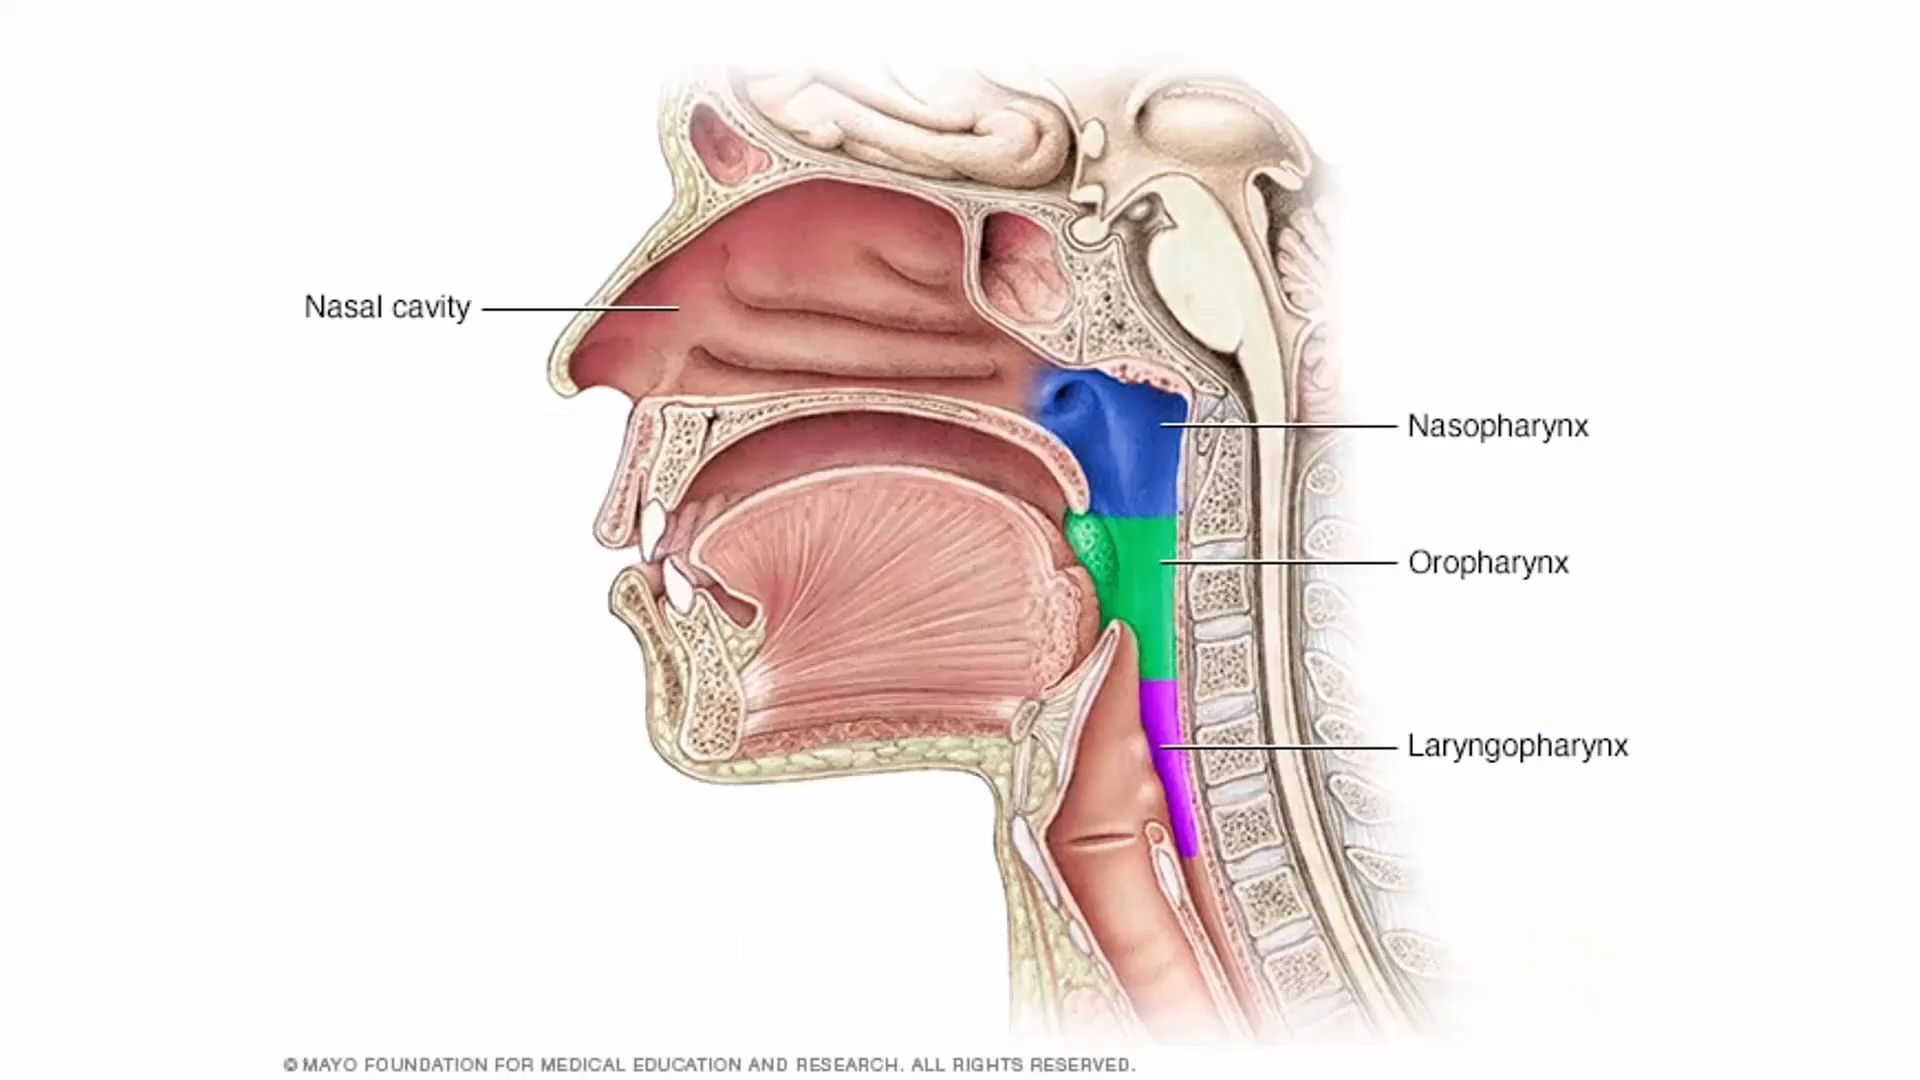 Nasal cavity
Nasopharynx
Oropharynx
Laryngopharynx
© MAYO FOUNDATION FOR MEDICAL EDUCATION AND RESEARCH. ALL RIGHTS RESERVED.